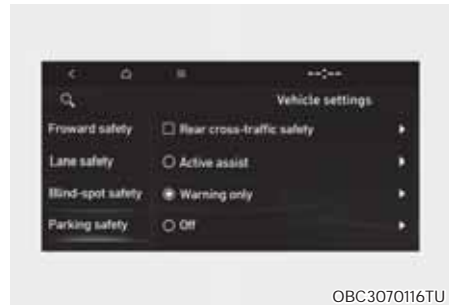 --:--
Vehicle settings
Froward safety
Rear cross-traffic safety
Lane safety
Active assist
Blind-spot safety
Warning only
Parking safety
Off
OBC3070116TU